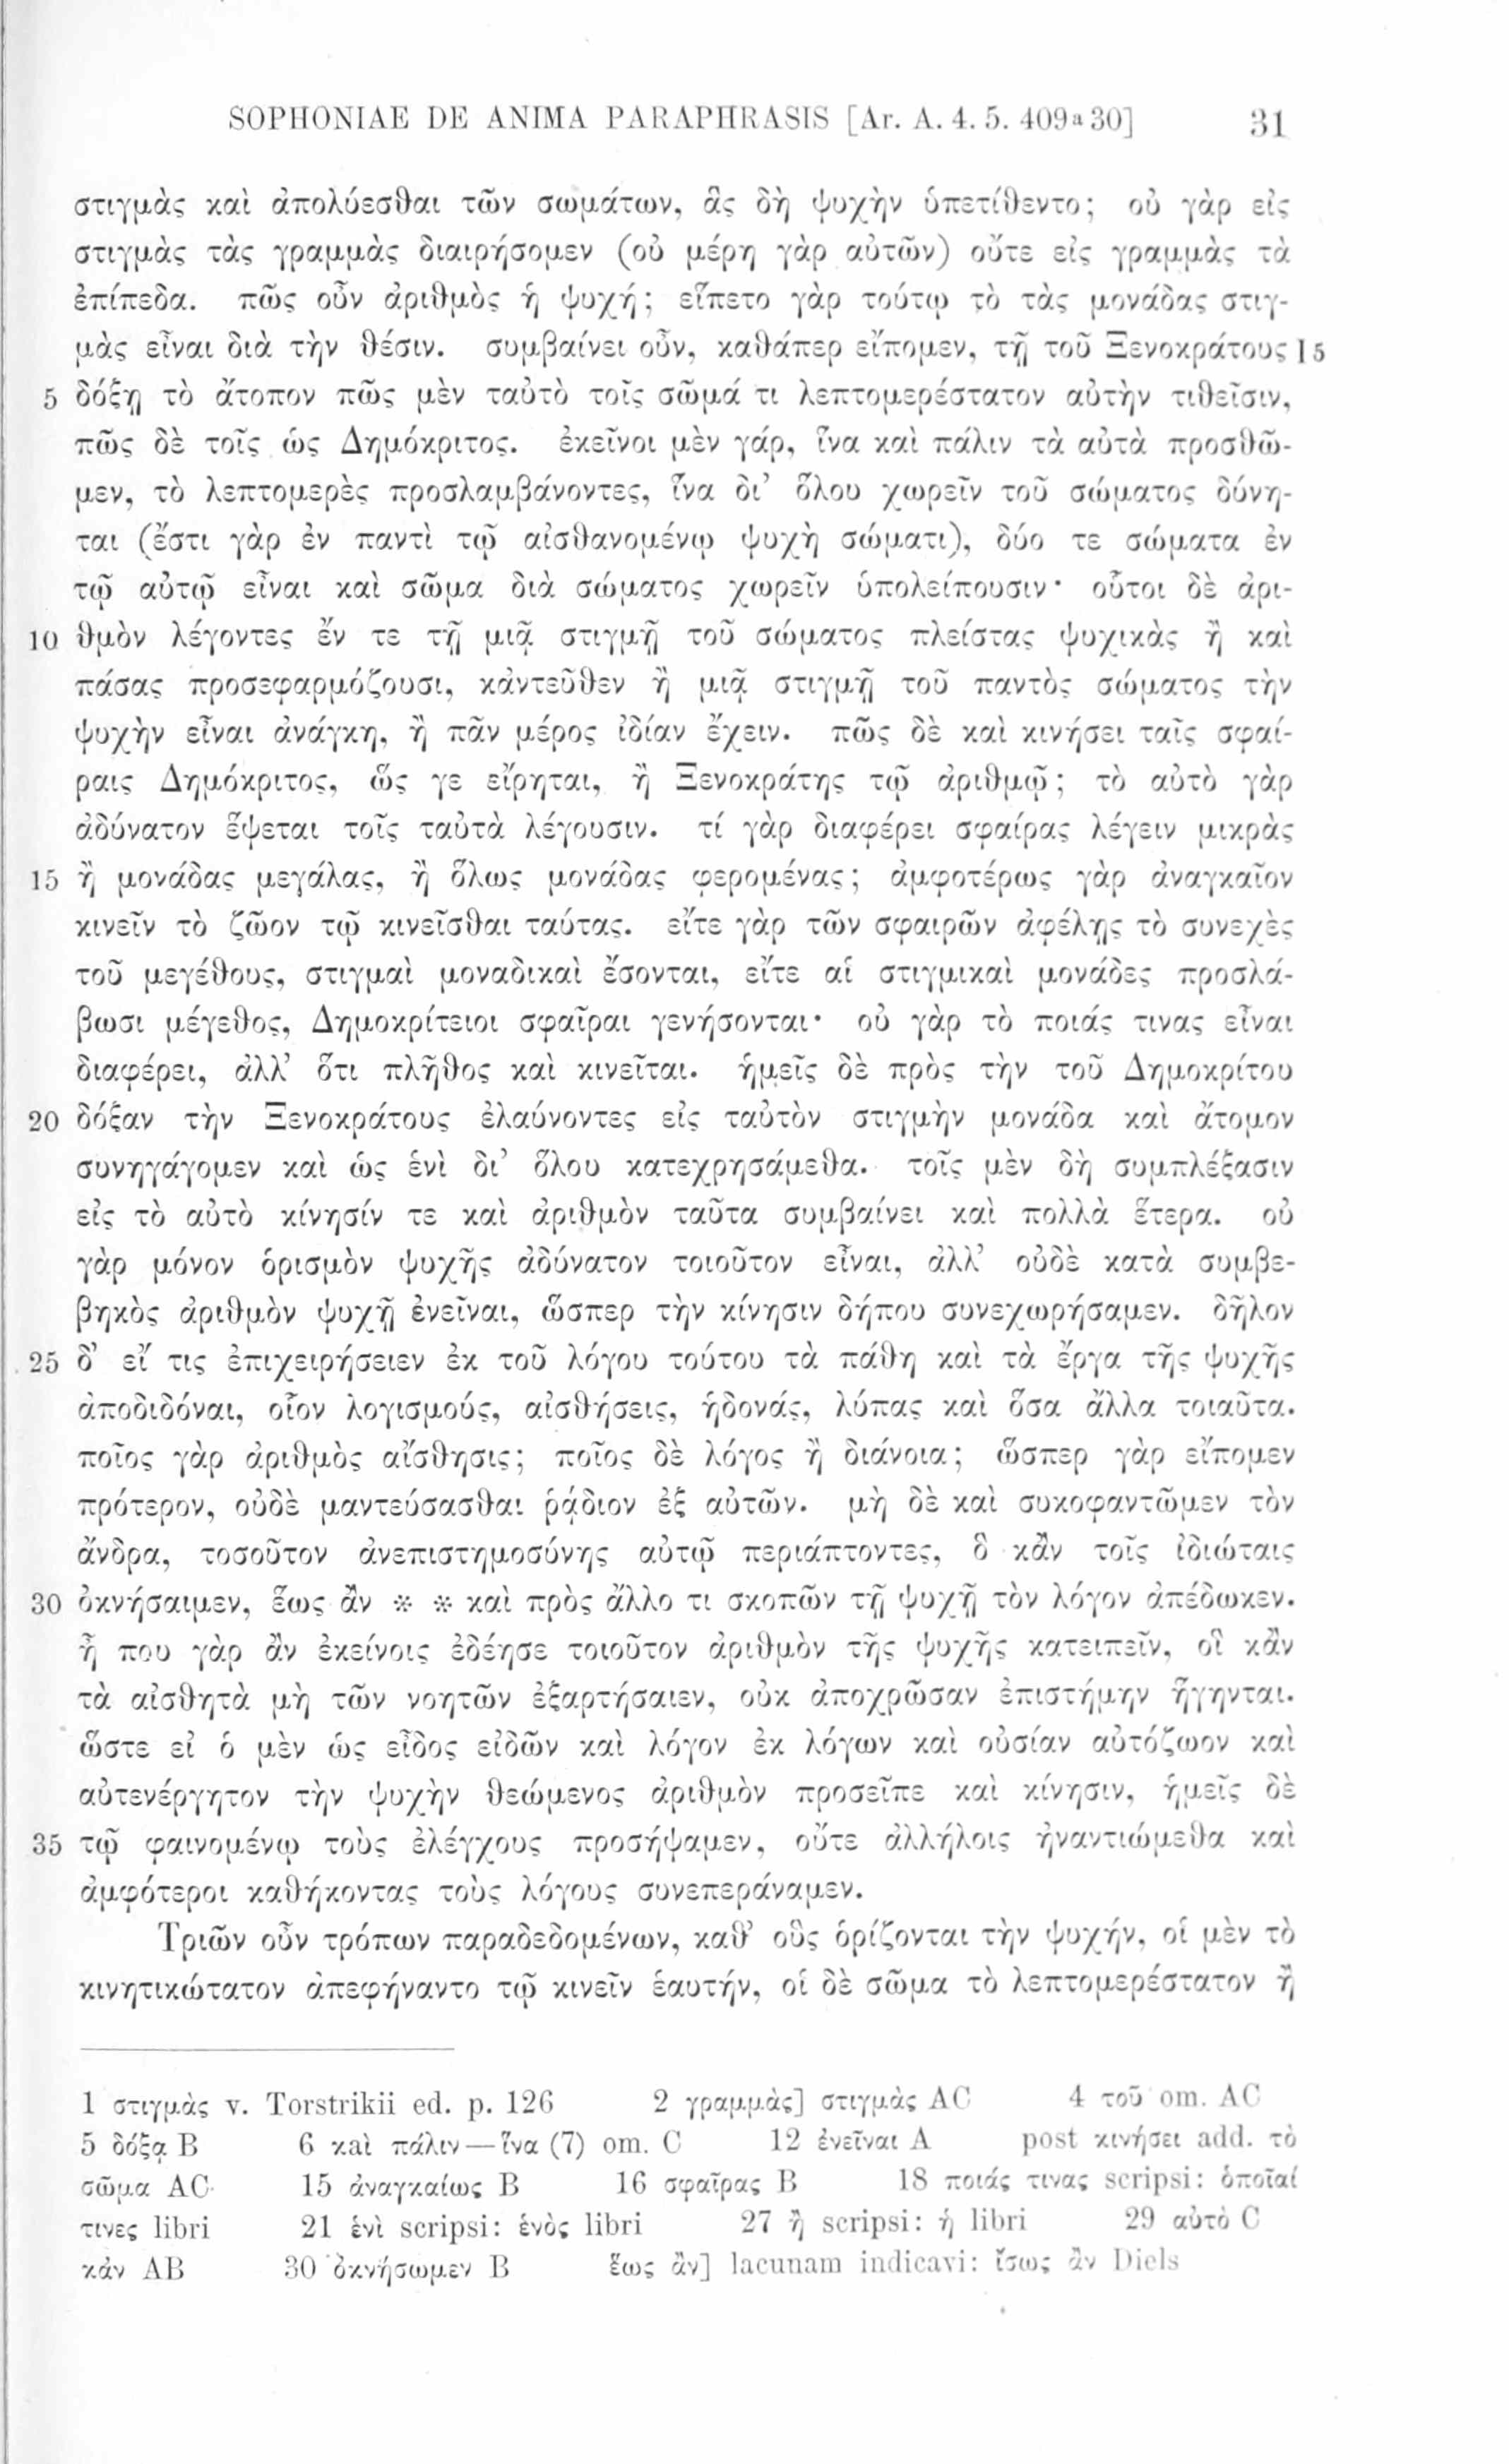 SOPHONIAE DE ANIMA PARAPHRASIS [Ar. A. 4. 5. 409ᵃ30] 31
στιγμὰς καὶ ἀπολύεσθαι τῶν σωμάτων, ἃς δὴ ψυχὴν ὑπετίθεντο; οὐ γὰρ εἰς
στιγμὰς τὰς γραμμὰς διαιρήσομεν (οὐ μέρη γὰρ αὐτῶν) οὔτε εἰς γραμμὰς τὰ
ἐπίπεδα. πῶς οὖν ἀριθμὸς ἡ ψυχή; εἵπετο γὰρ τούτῳ τὸ τὰς μονάδας στιγ-
μὰς εἶναι διὰ τὴν θέσιν. συμβαίνει οὖν, καθάπερ εἴπομεν, τῇ τοῦ Ξενοκράτους 15
5 δόξῃ τὸ ἄτοπον πῶς μὲν ταὐτὸ τοῖς σῶμά τι λεπτομερέστατον αὐτὴν τιθεῖσιν,
πῶς δὲ τοῖς ὡς Δημόκριτος. ἐκεῖνοι μὲν γάρ, ἵνα καὶ πάλιν τὰ αὐτὰ προσθῶ-
μεν, τὸ λεπτομερὲς προσλαμβάνοντες, ἵνα δι’ ὅλου χωρεῖν τοῦ σώματος δύνη-
ται (ἔστι γὰρ ἐν παντὶ τῷ αἰσθανομένῳ ψυχὴ σώματι), δύο τε σώματα ἐν
τῷ αὐτῷ εἶναι καὶ σῶμα διὰ σώματος χωρεῖν ὑπολείπουσιν· οὗτοι δὲ ἀρι-
10 θμὸν λέγοντες ἔν τε τῇ μιᾷ στιγμῇ τοῦ σώματος πλείστας ψυχικὰς ἢ καὶ
πάσας προσεφαρμόζουσι, κἀντεῦθεν ἢ μιᾷ στιγμῇ τοῦ παντὸς σώματος τὴν
ψυχὴν εἶναι ἀνάγκη, ἢ πᾶν μέρος ἰδίαν ἔχειν. πῶς δὲ καὶ κινήσει ταῖς σφαί-
ραις Δημόκριτος, ὥς γε εἴρηται, ἢ Ξενοκράτης τῷ ἀριθμῷ; τὸ αὐτὸ γὰρ
ἀδύνατον ἕψεται τοῖς ταὐτὰ λέγουσιν. τί γὰρ διαφέρει σφαίρας λέγειν μικρὰς
15 ἢ μονάδας μεγάλας, ἢ ὅλως μονάδας φερομένας; ἀμφοτέρως γὰρ ἀναγκαῖον
κινεῖν τὸ ζῶον τῷ κινεῖσθαι ταύτας. εἴτε γὰρ τῶν σφαιρῶν ἀφέλῃς τὸ συνεχὲς
τοῦ μεγέθους, στιγμαὶ μοναδικαὶ ἔσονται, εἴτε αἱ στιγμικαὶ μονάδες προσλά-
βωσι μέγεθος, Δημοκρίτειοι σφαῖραι γενήσονται· οὐ γὰρ τὸ ποιάς τινας εἶναι
διαφέρει, ἀλλ’ ὅτι πλῆθος καὶ κινεῖται. ἡμεῖς δὲ πρὸς τὴν τοῦ Δημοκρίτου
20 δόξαν τὴν Ξενοκράτους ἐλαύνοντες εἰς ταὐτὸν στιγμὴν μονάδα καὶ ἄτομον
συνηγάγομεν καὶ ὡς ἑνὶ δι’ ὅλου κατεχρησάμεθα. τοῖς μὲν δὴ συμπλέξασιν
εἰς τὸ αὐτὸ κίνησίν τε καὶ ἀριθμὸν ταῦτα συμβαίνει καὶ πολλὰ ἕτερα. οὐ
γὰρ μόνον ὁρισμὸν ψυχῆς ἀδύνατον τοιοῦτον εἶναι, ἀλλ’ οὐδὲ κατὰ συμβε-
βηκὸς ἀριθμὸν ψυχῇ ἐνεῖναι, ὥσπερ τὴν κίνησιν δήπου συνεχωρήσαμεν. δῆλον
25 δ’ εἴ τις ἐπιχειρήσειεν ἐκ τοῦ λόγου τούτου τὰ πάθη καὶ τὰ ἔργα τῆς ψυχῆς
ἀποδιδόναι, οἷον λογισμούς, αἰσθήσεις, ἡδονάς, λύπας καὶ ὅσα ἄλλα τοιαῦτα.
ποῖος γὰρ ἀριθμὸς αἴσθησις; ποῖος δὲ λόγος ἢ διάνοια; ὥσπερ γὰρ εἴπομεν
πρότερον, οὐδὲ μαντεύσασθαι ῥᾴδιον ἐξ αὐτῶν. μὴ δὲ καὶ συκοφαντῶμεν τὸν
ἄνδρα, τοσοῦτον ἀνεπιστημοσύνης αὐτῷ περιάπτοντες, ὃ κἂν τοῖς ἰδιώταις
30 ὀκνήσαιμεν, ἕως ἂν * * καὶ πρὸς ἄλλο τι σκοπῶν τῇ ψυχῇ τὸν λόγον ἀπέδωκεν.
ἦ που γὰρ ἂν ἐκείνοις ἐδέησε τοιοῦτον ἀριθμὸν τῆς ψυχῆς κατειπεῖν, οἳ κἂν
τὰ αἰσθητὰ μὴ τῶν νοητῶν ἐξαρτήσαιεν, οὐκ ἀποχρῶσαν ἐπιστήμην ἥγηνται.
ὥστε εἰ ὁ μὲν ὡς εἶδος εἰδῶν καὶ λόγον ἐκ λόγων καὶ οὐσίαν αὐτόζωον καὶ
αὐτενέργητον τὴν ψυχὴν θεώμενος ἀριθμὸν προσεῖπε καὶ κίνησιν, ἡμεῖς δὲ
35 τῷ φαινομένῳ τοὺς ἐλέγχους προσήψαμεν, οὔτε ἀλλήλοις ἠναντιώμεθα καὶ
ἀμφότεροι καθήκοντας τοὺς λόγους συνεπεράναμεν.
Τριῶν οὖν τρόπων παραδεδομένων, καθ’ οὓς ὁρίζονται τὴν ψυχήν, οἱ μὲν τὸ
κινητικώτατον ἀπεφήναντο τῷ κινεῖν ἑαυτήν, οἱ δὲ σῶμα τὸ λεπτομερέστατον ἢ
1 στιγμὰς v. Torstrikii ed. p. 126 2 γραμμὰς] στιγμὰς AC 4 τοῦ om. AC
5 δόξᾳ B 6 καὶ πάλιν — ἵνα (7) om. C 12 ἐνεῖναι A post κινήσει add. τὸ
σῶμα AC 15 ἀναγκαίως B 16 σφαῖρας B 18 ποιάς τινας scripsi: ὁποῖαί
τινες libri 21 ἑνὶ scripsi: ἑνὸς libri 27 ἢ scripsi: ἡ libri 29 αὐτὸ C
κἀν AB 30 ὀκνήσωμεν B ἕως ἂν] lacunam indicavi: ἴσως ἂν Diels